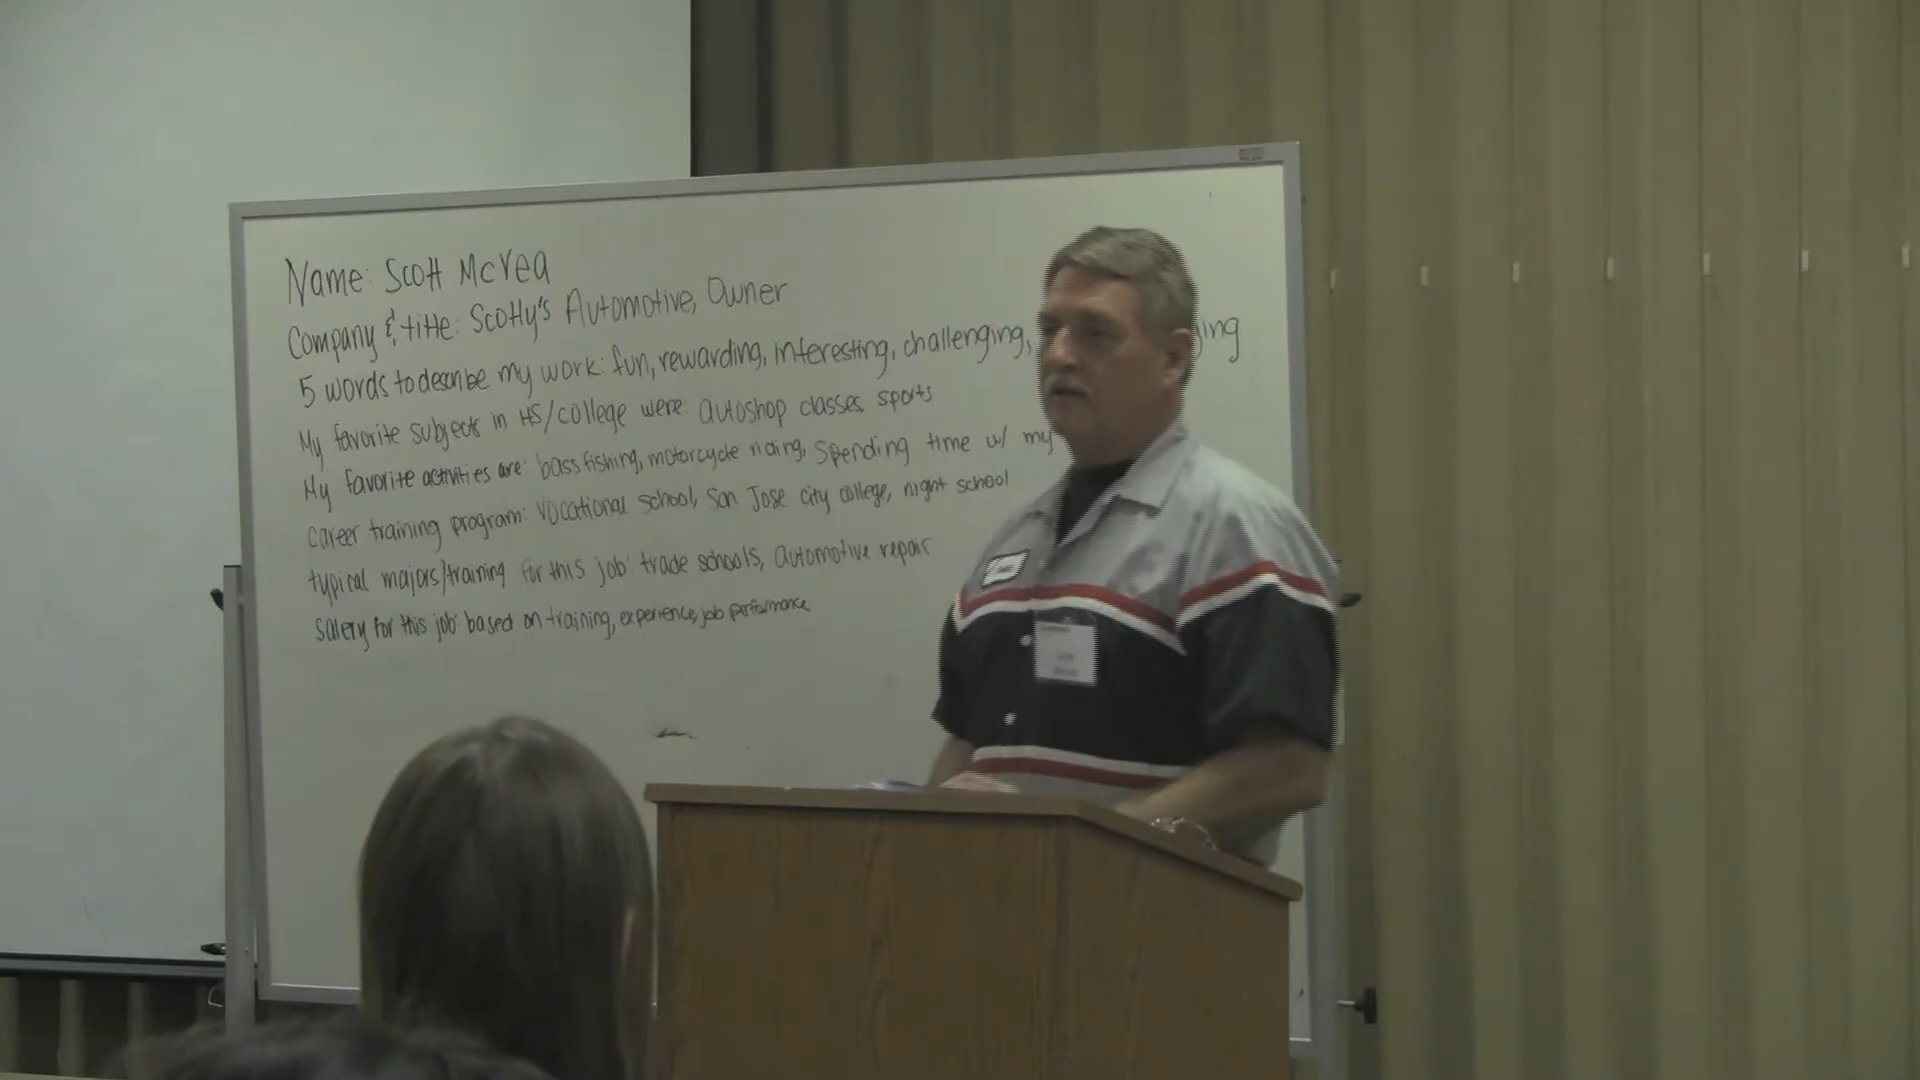 Name: Scott McVea
Company & title: Scotty's Automotive, Owner
5 words to describe my work: fun, rewarding, interesting, challenging,
My favorite subjects in HS/college were: autoshop classes, sports
My favorite activities are: bass fishing, motorcycle riding, spending time w/ my
career training program: vocational school, San Jose city college, night school
typical majors/training for this job: trade schools, automotive repair
salery for this job: based on training, experience, job performance